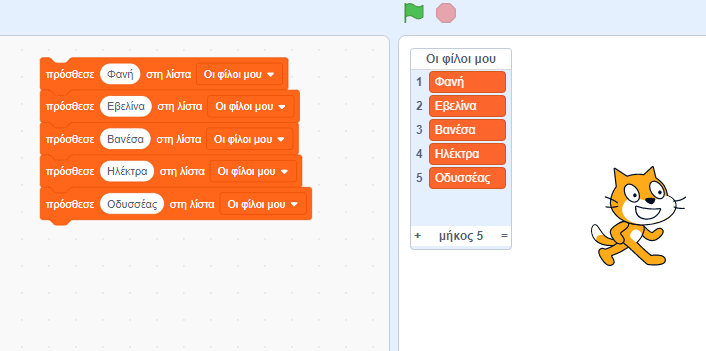 πρόσθεσε Φανή στη λίστα Οι φίλοι μου
πρόσθεσε Εβελίνα στη λίστα Οι φίλοι μου
πρόσθεσε Βανέσα στη λίστα Οι φίλοι μου
πρόσθεσε Ηλέκτρα στη λίστα Οι φίλοι μου
πρόσθεσε Οδυσσέας στη λίστα Οι φίλοι μου
Οι φίλοι μου
1 Φανή
2 Εβελίνα
3 Βανέσα
4 Ηλέκτρα
5 Οδυσσέας
+ μήκος 5 =